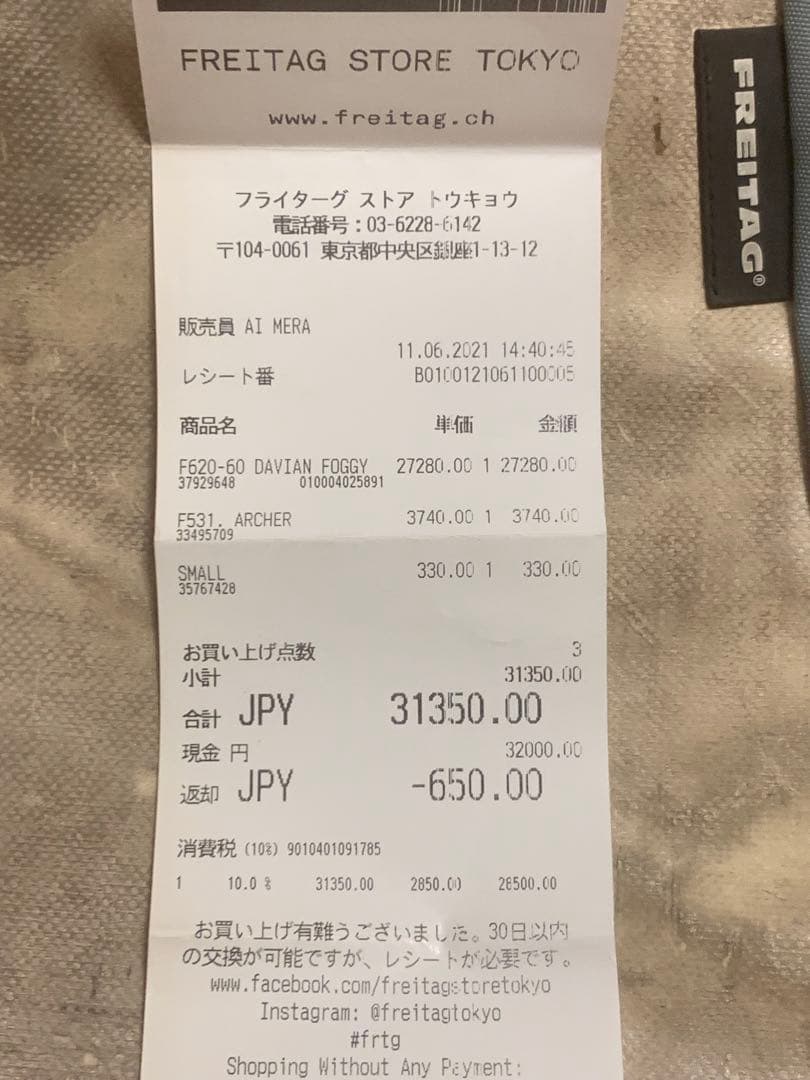 FREITAG STORE TOKYO
www.freitag.ch
フライターグ ストア トウキョウ
電話番号：03-6228-6142
〒104-0061 東京都中央区銀座1-13-12
販売員 AI MERA
11.06.2021 14:40:45
レシート番 B0100121061100005
商品名 単価 金額
F620-60 DAVIAN FOGGY 27280.00 1 27280.00
37929648 010004025891
F531. ARCHER 3740.00 1 3740.00
33495709
SMALL 330.00 1 330.00
35767428
お買い上げ点数 3
小計 31350.00
合計 JPY 31350.00
現金 円 32000.00
返却 JPY -650.00
消費税 (10%) 9010401091785
1 10.0 % 31350.00 2850.00 28500.00
お買い上げ有難うございました。30日以内
の交換が可能ですが、レシートが必要です。
www.facebook.com/freitagstoretokyo
Instagram: @freitagtokyo
#frtg
Shopping Without Any Payment:
FREITAG®